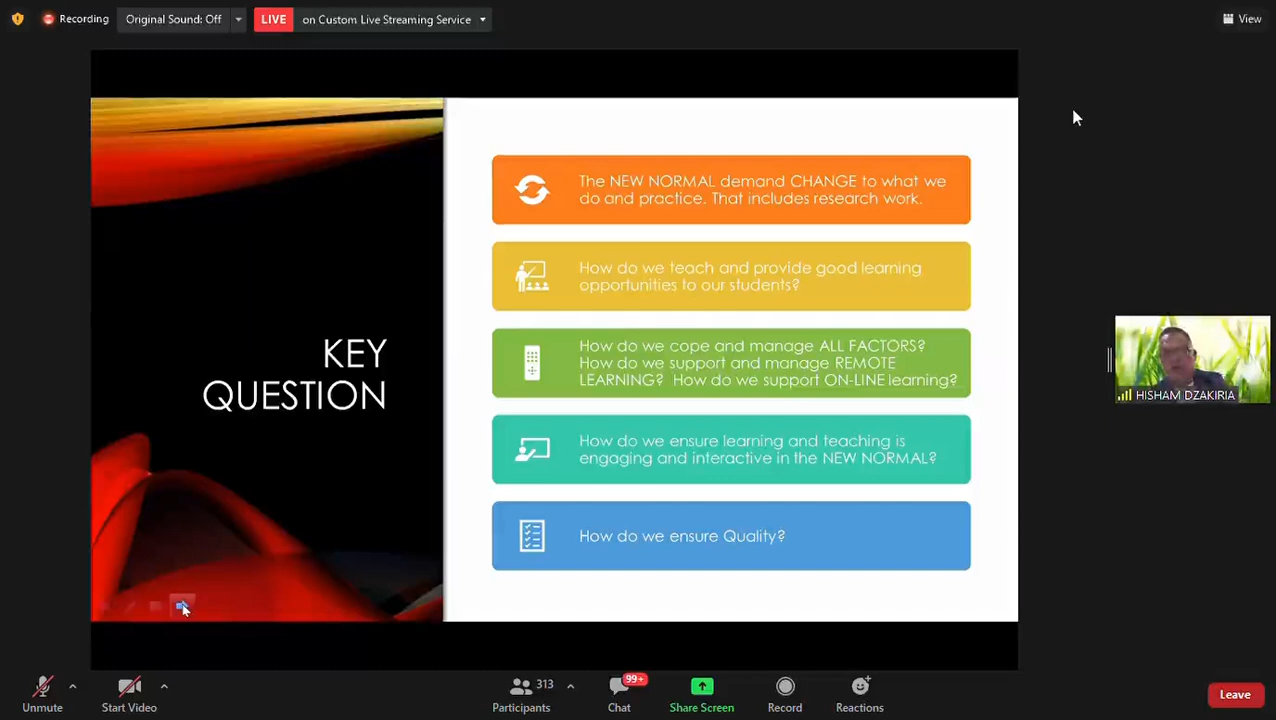 Recording
Original Sound: Off
LIVE
on Custom Live Streaming Service
View
KEY
QUESTION
The NEW NORMAL demand CHANGE to what we
do and practice. That includes research work.
How do we teach and provide good learning
opportunities to our students?
How do we cope and manage ALL FACTORS?
How do we support and manage REMOTE
LEARNING? How do we support ON-LINE learning?
How do we ensure learning and teaching is
engaging and interactive in the NEW NORMAL?
How do we ensure Quality?
HISHAM DZAKIRIA
Unmute
Start Video
313
Participants
99+
Chat
Share Screen
Record
Reactions
Leave